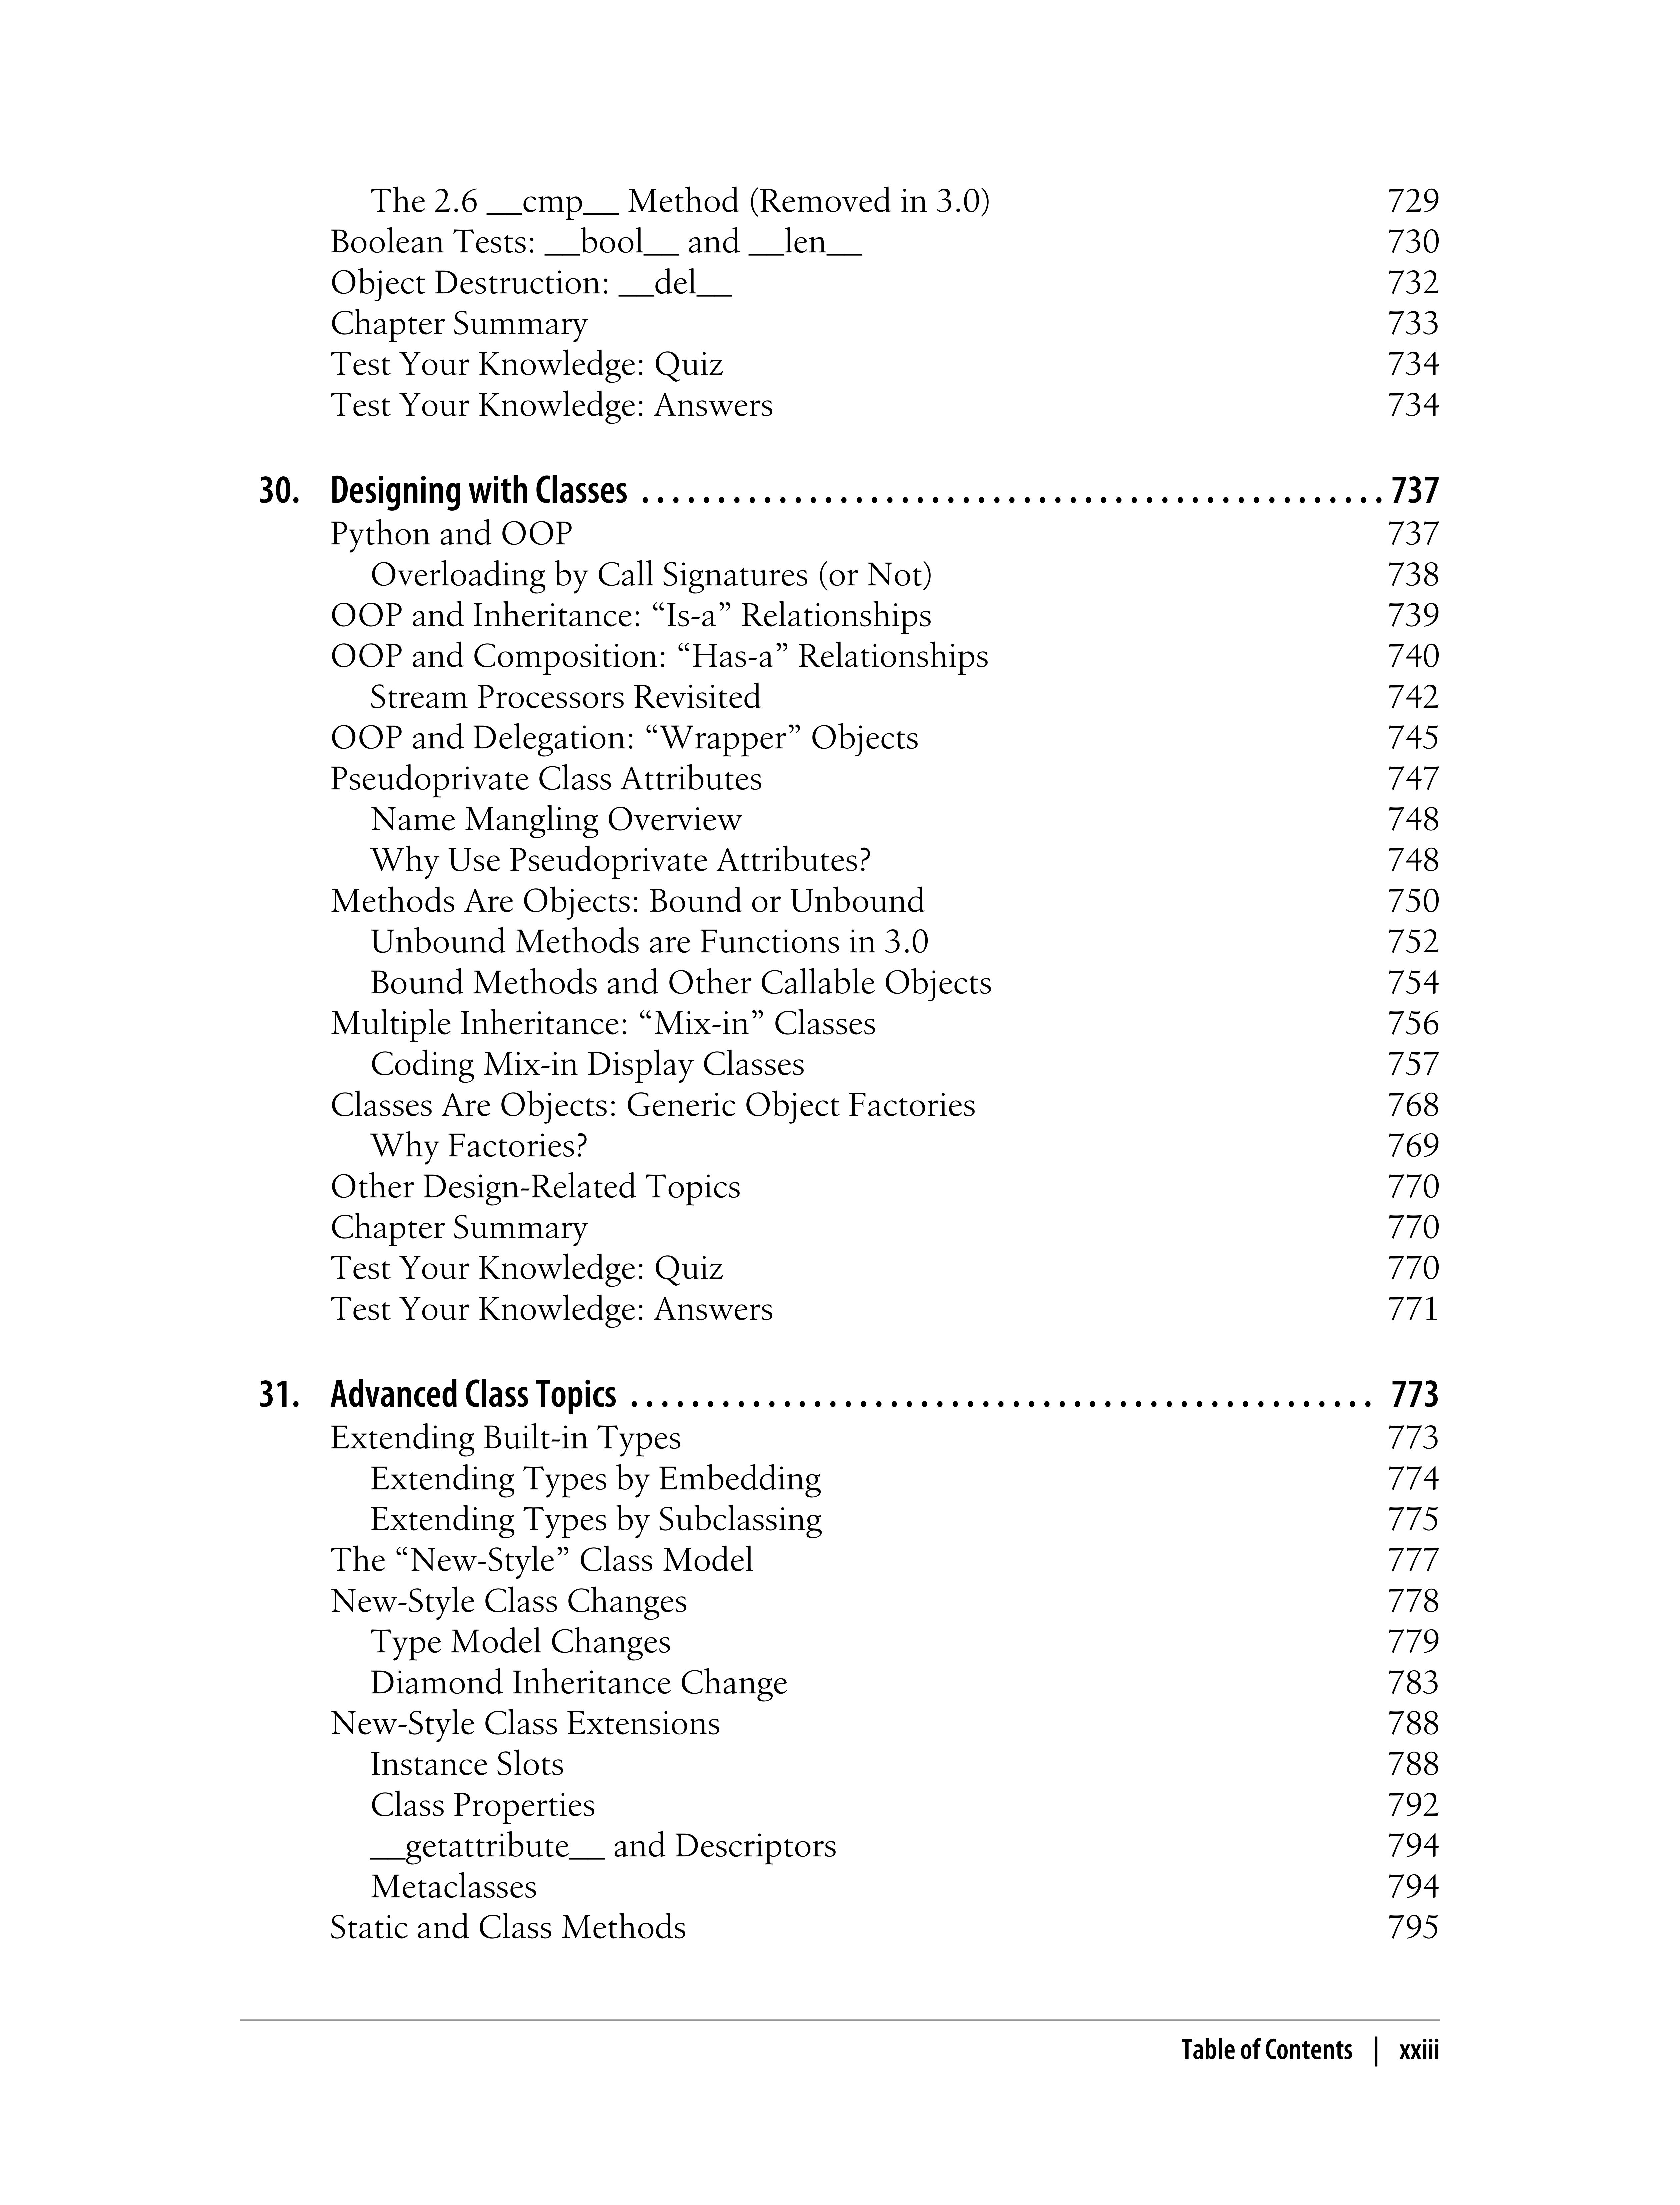 The 2.6 __cmp__ Method (Removed in 3.0) 729
Boolean Tests: __bool__ and __len__ 730
Object Destruction: __del__ 732
Chapter Summary 733
Test Your Knowledge: Quiz 734
Test Your Knowledge: Answers 734
30. Designing with Classes . . . . . . . . . . . . . . . . . . . . . . . . . . . . . . . . . . . . . . . . . . . . . . . . . 737
Python and OOP 737
Overloading by Call Signatures (or Not) 738
OOP and Inheritance: “Is-a” Relationships 739
OOP and Composition: “Has-a” Relationships 740
Stream Processors Revisited 742
OOP and Delegation: “Wrapper” Objects 745
Pseudoprivate Class Attributes 747
Name Mangling Overview 748
Why Use Pseudoprivate Attributes? 748
Methods Are Objects: Bound or Unbound 750
Unbound Methods are Functions in 3.0 752
Bound Methods and Other Callable Objects 754
Multiple Inheritance: “Mix-in” Classes 756
Coding Mix-in Display Classes 757
Classes Are Objects: Generic Object Factories 768
Why Factories? 769
Other Design-Related Topics 770
Chapter Summary 770
Test Your Knowledge: Quiz 770
Test Your Knowledge: Answers 771
31. Advanced Class Topics . . . . . . . . . . . . . . . . . . . . . . . . . . . . . . . . . . . . . . . . . . . . . . . . . 773
Extending Built-in Types 773
Extending Types by Embedding 774
Extending Types by Subclassing 775
The “New-Style” Class Model 777
New-Style Class Changes 778
Type Model Changes 779
Diamond Inheritance Change 783
New-Style Class Extensions 788
Instance Slots 788
Class Properties 792
__getattribute__ and Descriptors 794
Metaclasses 794
Static and Class Methods 795
Table of Contents | xxiii